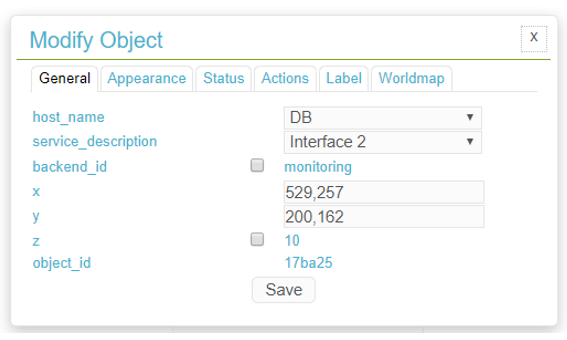 Modify Object X
General Appearance Status Actions Label Worldmap
host_name DB
service_description Interface 2
backend_id monitoring
x 529,257
y 200,162
z 10
object_id 17ba25
Save